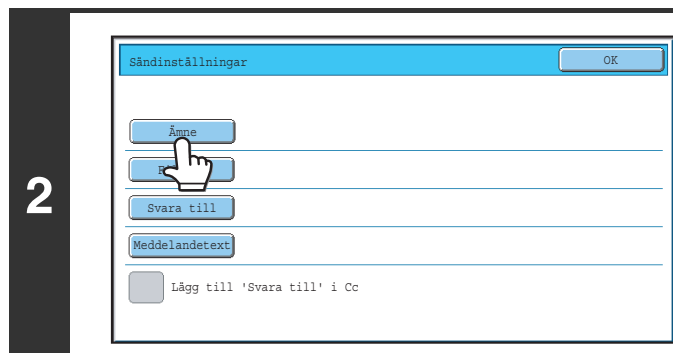 2
Sändinställningar
OK
Ämne
Svara till
Meddelandetext
Lägg till 'Svara till' i Cc